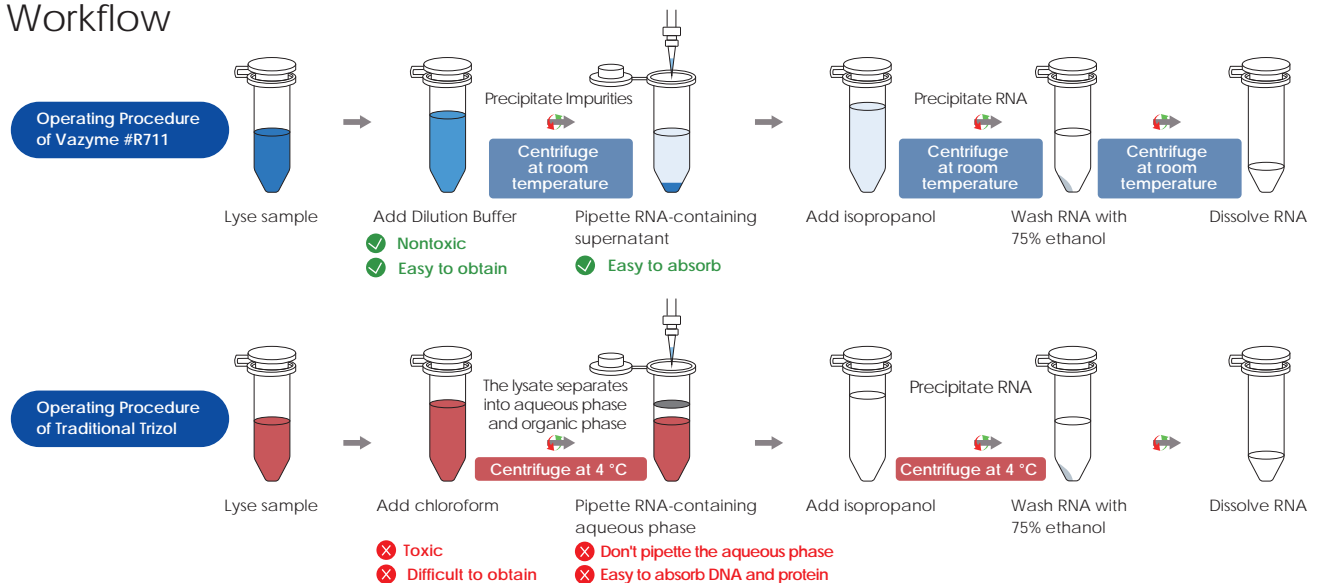 Workflow
Operating Procedure
of Vazyme #R711
Precipitate Impurities
Centrifuge
at room
temperature
Precipitate RNA
Centrifuge
at room
temperature
Centrifuge
at room
temperature
Lyse sample
Add Dilution Buffer
Nontoxic
Easy to obtain
Pipette RNA-containing
supernatant
Easy to absorb
Add isopropanol
Wash RNA with
75% ethanol
Dissolve RNA
Operating Procedure
of Traditional Trizol
The lysate separates
into aqueous phase
and organic phase
Centrifuge at 4 °C
Precipitate RNA
Centrifuge at 4 °C
Lyse sample
Add chloroform
Toxic
Difficult to obtain
Pipette RNA-containing
aqueous phase
Don't pipette the aqueous phase
Easy to absorb DNA and protein
Add isopropanol
Wash RNA with
75% ethanol
Dissolve RNA